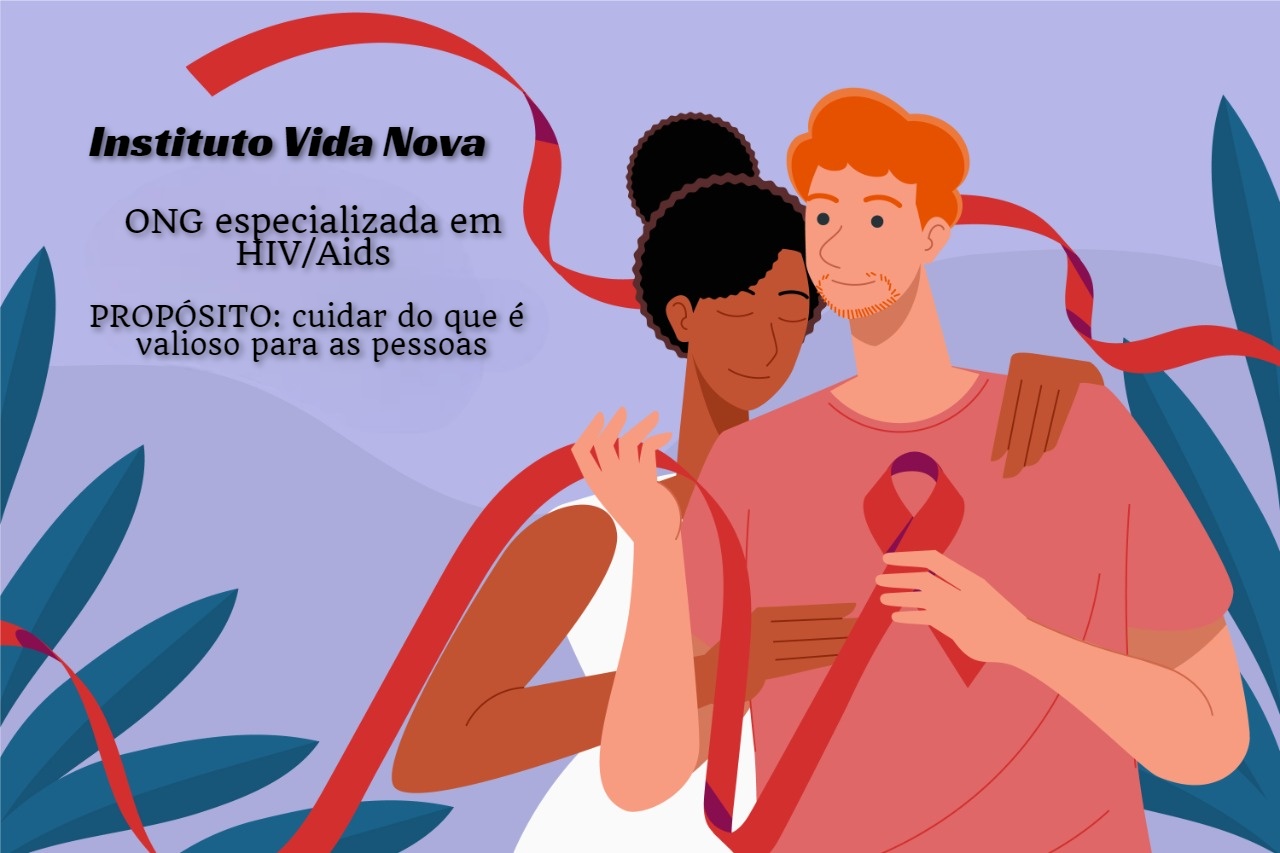 Instituto Vida Nova
ONG especializada em
HIV/Aids
PROPÓSITO: cuidar do que é
valioso para as pessoas